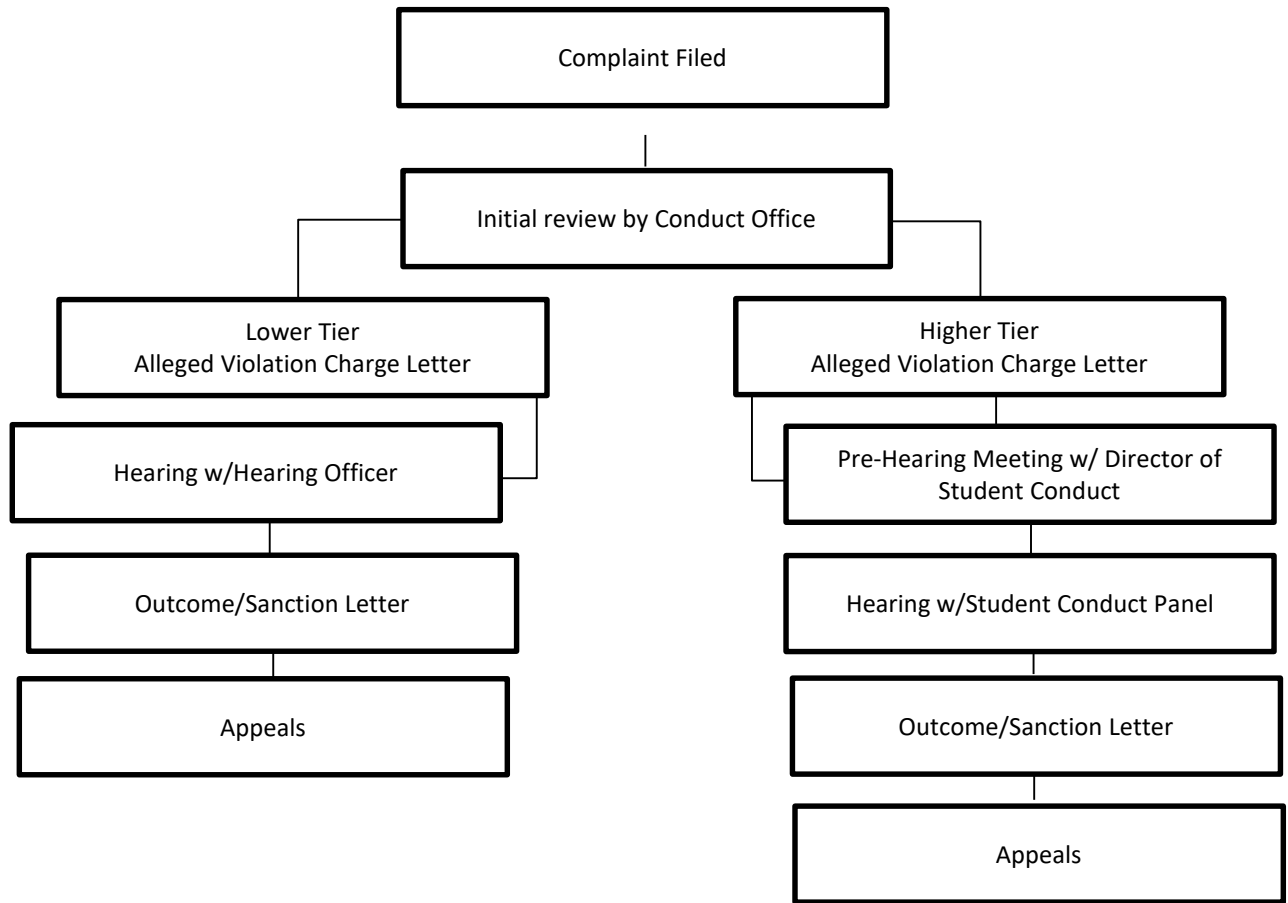 Complaint Filed
Initial review by Conduct Office
Lower Tier
Alleged Violation Charge Letter
Hearing w/Hearing Officer
Outcome/Sanction Letter
Appeals
Higher Tier
Alleged Violation Charge Letter
Pre-Hearing Meeting w/ Director of
Student Conduct
Hearing w/Student Conduct Panel
Outcome/Sanction Letter
Appeals